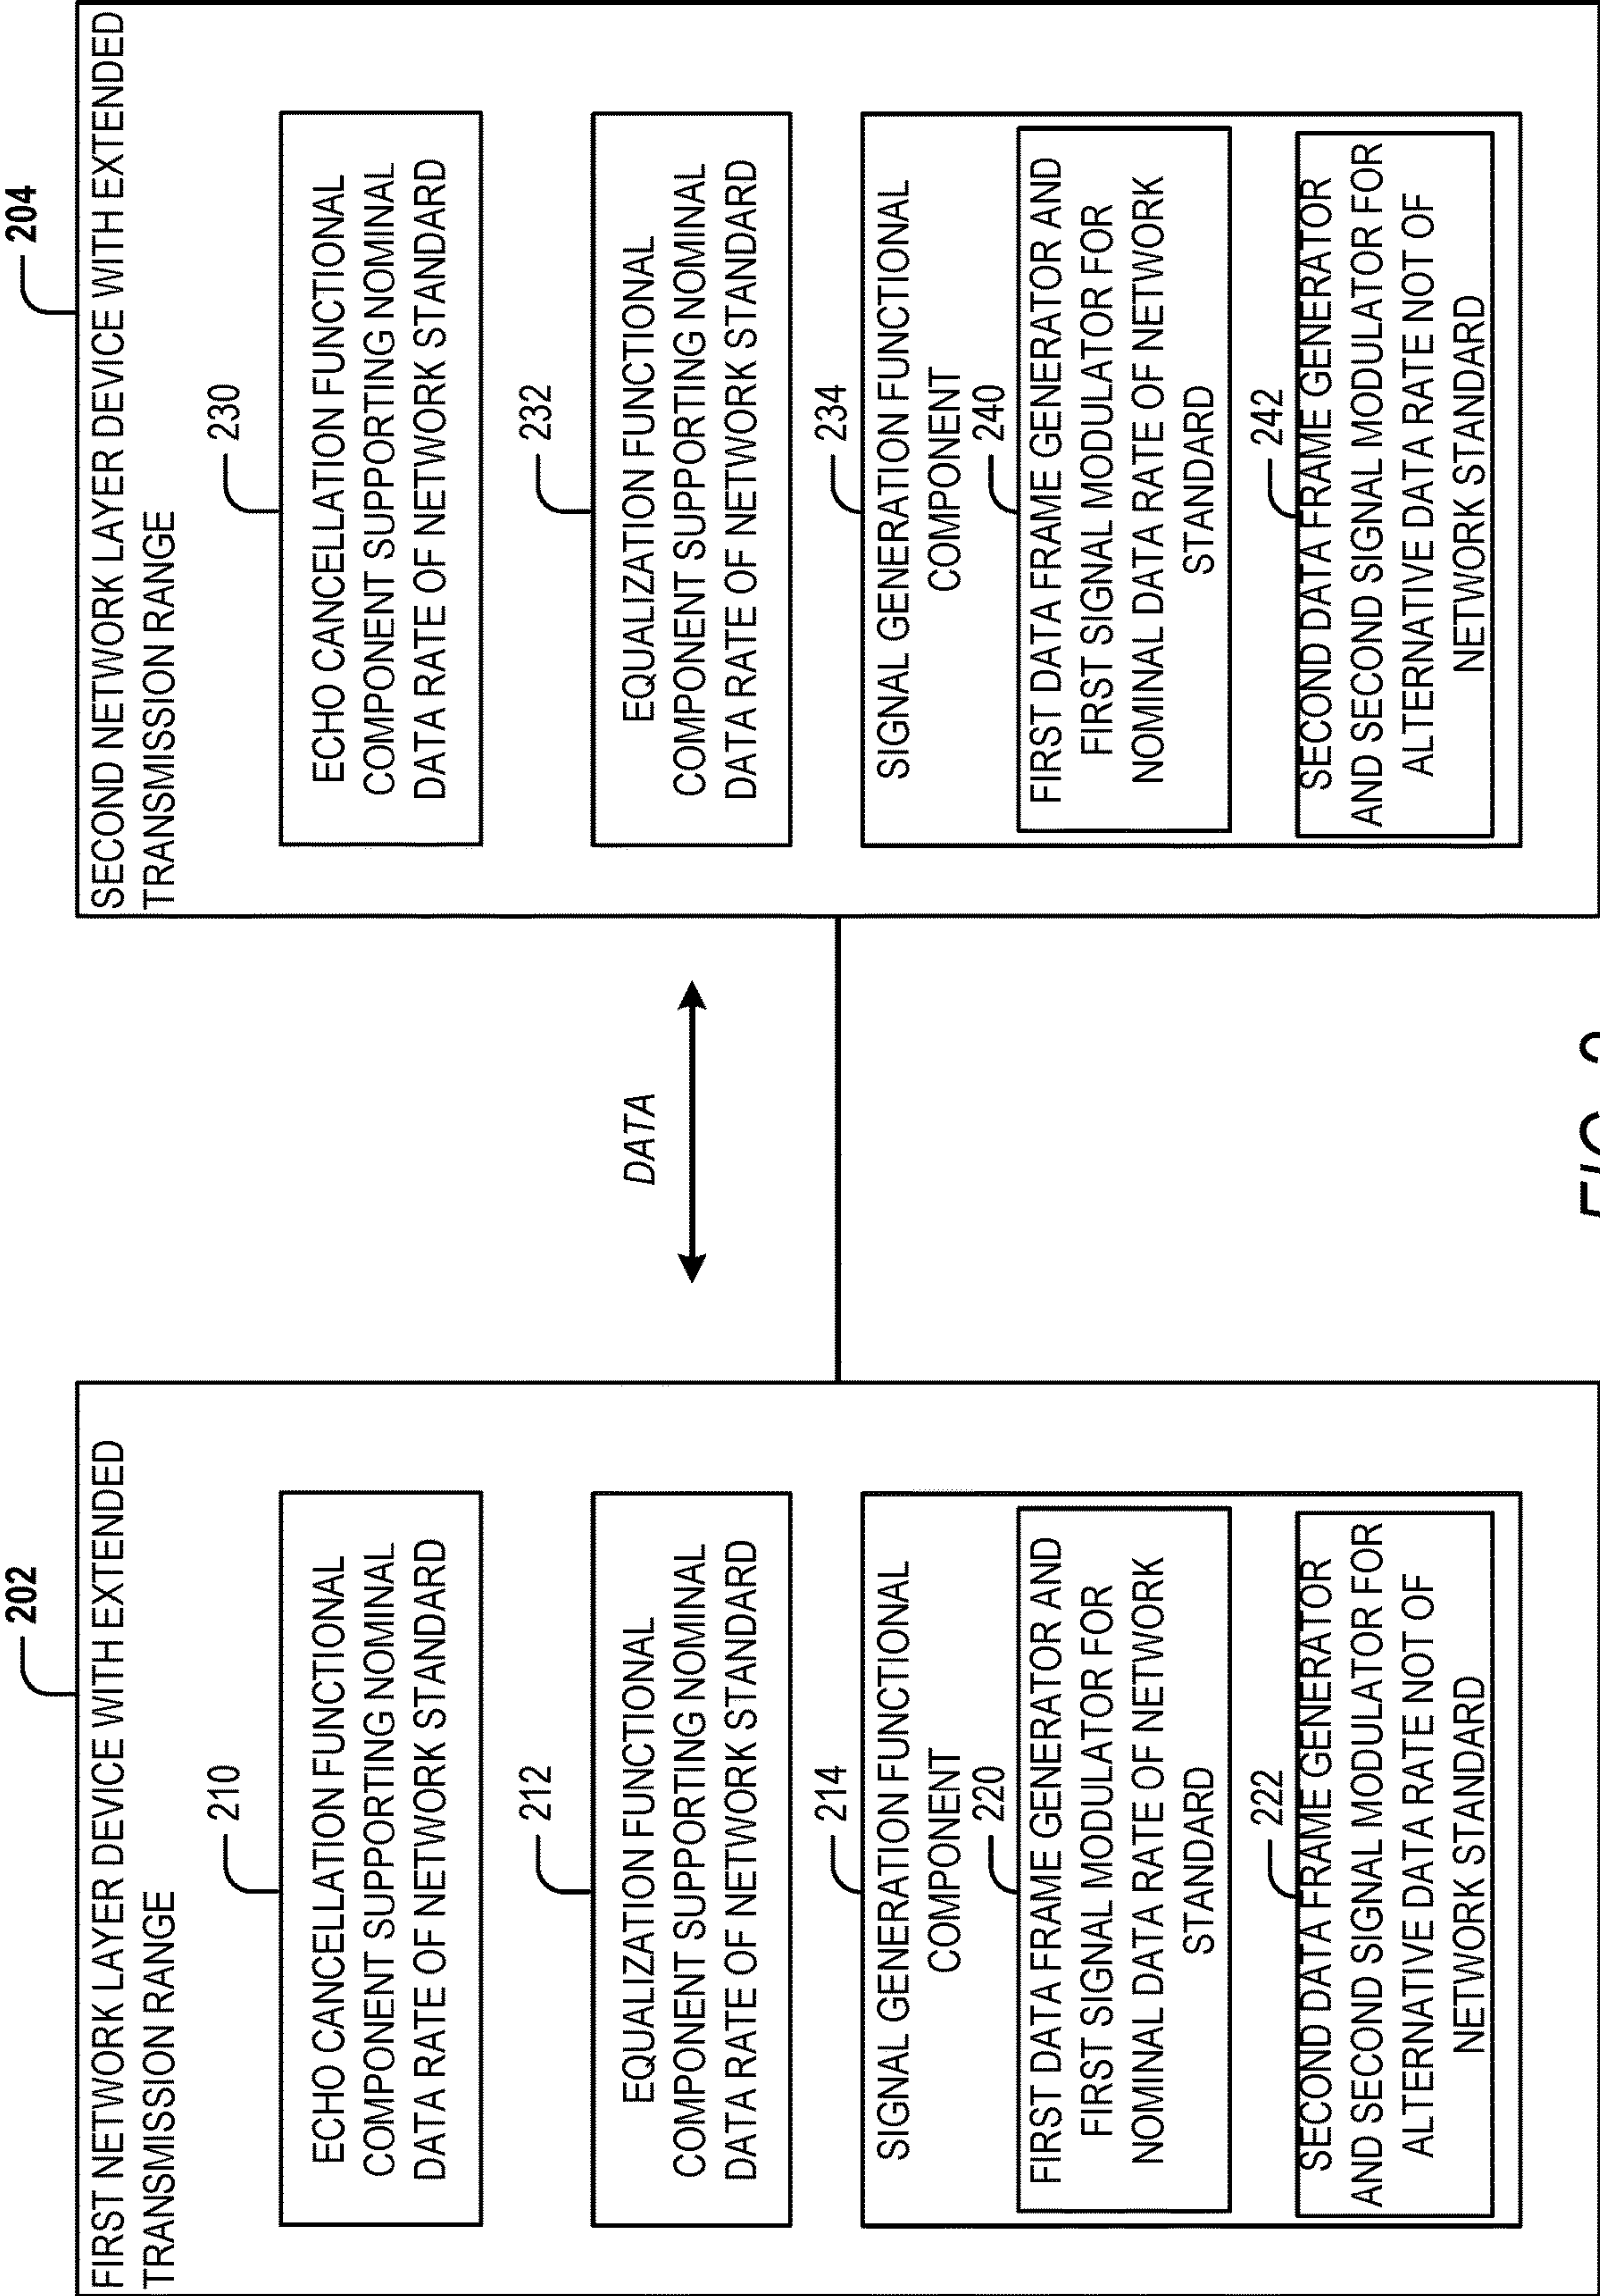 202
FIRST NETWORK LAYER DEVICE WITH EXTENDED
TRANSMISSION RANGE
210
ECHO CANCELLATION FUNCTIONAL
COMPONENT SUPPORTING NOMINAL
DATA RATE OF NETWORK STANDARD
212
EQUALIZATION FUNCTIONAL
COMPONENT SUPPORTING NOMINAL
DATA RATE OF NETWORK STANDARD
214
SIGNAL GENERATION FUNCTIONAL
COMPONENT
220
FIRST DATA FRAME GENERATOR AND
FIRST SIGNAL MODULATOR FOR
NOMINAL DATA RATE OF NETWORK
STANDARD
222
SECOND DATA FRAME GENERATOR
AND SECOND SIGNAL MODULATOR FOR
ALTERNATIVE DATA RATE NOT OF
NETWORK STANDARD
DATA
204
SECOND NETWORK LAYER DEVICE WITH EXTENDED
TRANSMISSION RANGE
230
ECHO CANCELLATION FUNCTIONAL
COMPONENT SUPPORTING NOMINAL
DATA RATE OF NETWORK STANDARD
232
EQUALIZATION FUNCTIONAL
COMPONENT SUPPORTING NOMINAL
DATA RATE OF NETWORK STANDARD
234
SIGNAL GENERATION FUNCTIONAL
COMPONENT
240
FIRST DATA FRAME GENERATOR AND
FIRST SIGNAL MODULATOR FOR
NOMINAL DATA RATE OF NETWORK
STANDARD
242
SECOND DATA FRAME GENERATOR
AND SECOND SIGNAL MODULATOR FOR
ALTERNATIVE DATA RATE NOT OF
NETWORK STANDARD